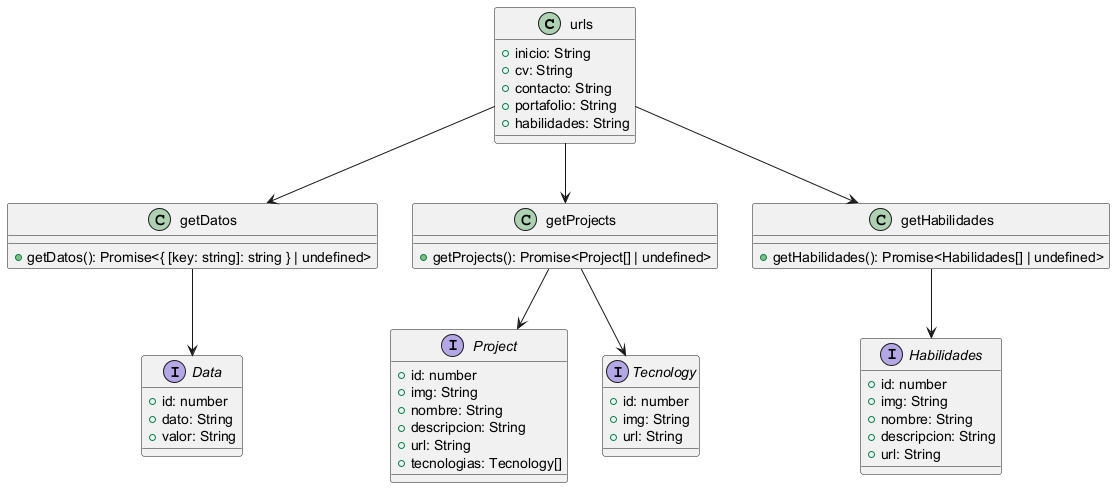 C urls
inicio: String
cv: String
contacto: String
portafolio: String
habilidades: String
C getDatos
getDatos(): Promise<{ [key: string]: string } | undefined>
C getProjects
getProjects(): Promise<Project[] | undefined>
C getHabilidades
getHabilidades(): Promise<Habilidades[] | undefined>
I Data
id: number
dato: String
valor: String
I Project
id: number
img: String
nombre: String
descripcion: String
url: String
tecnologias: Tecnology[]
I Tecnology
id: number
img: String
url: String
I Habilidades
id: number
img: String
nombre: String
descripcion: String
url: String